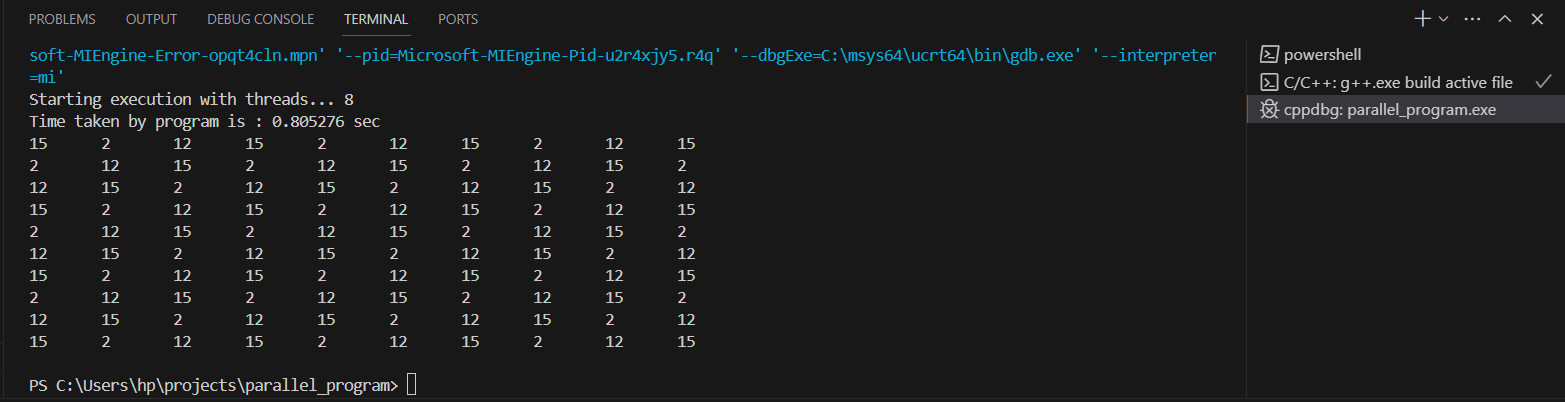 PROBLEMS OUTPUT DEBUG CONSOLE TERMINAL PORTS
soft-MIEngine-Error-opqt4cln.mpn' '--pid=Microsoft-MIEngine-Pid-u2r4xjy5.r4q' '--dbgExe=C:\msys64\ucrt64\bin\gdb.exe' '--interpreter
=mi'
Starting execution with threads... 8
Time taken by program is : 0.805276 sec
15 2 12 15 2 12 15 2 12 15
2 12 15 2 12 15 2 12 15 2
12 15 2 12 15 2 12 15 2 12
15 2 12 15 2 12 15 2 12 15
2 12 15 2 12 15 2 12 15 2
12 15 2 12 15 2 12 15 2 12
15 2 12 15 2 12 15 2 12 15
2 12 15 2 12 15 2 12 15 2
12 15 2 12 15 2 12 15 2 12
15 2 12 15 2 12 15 2 12 15
PS C:\Users\hp\projects\parallel_program>
powershell
C/C++: g++.exe build active file
cppdbg: parallel_program.exe